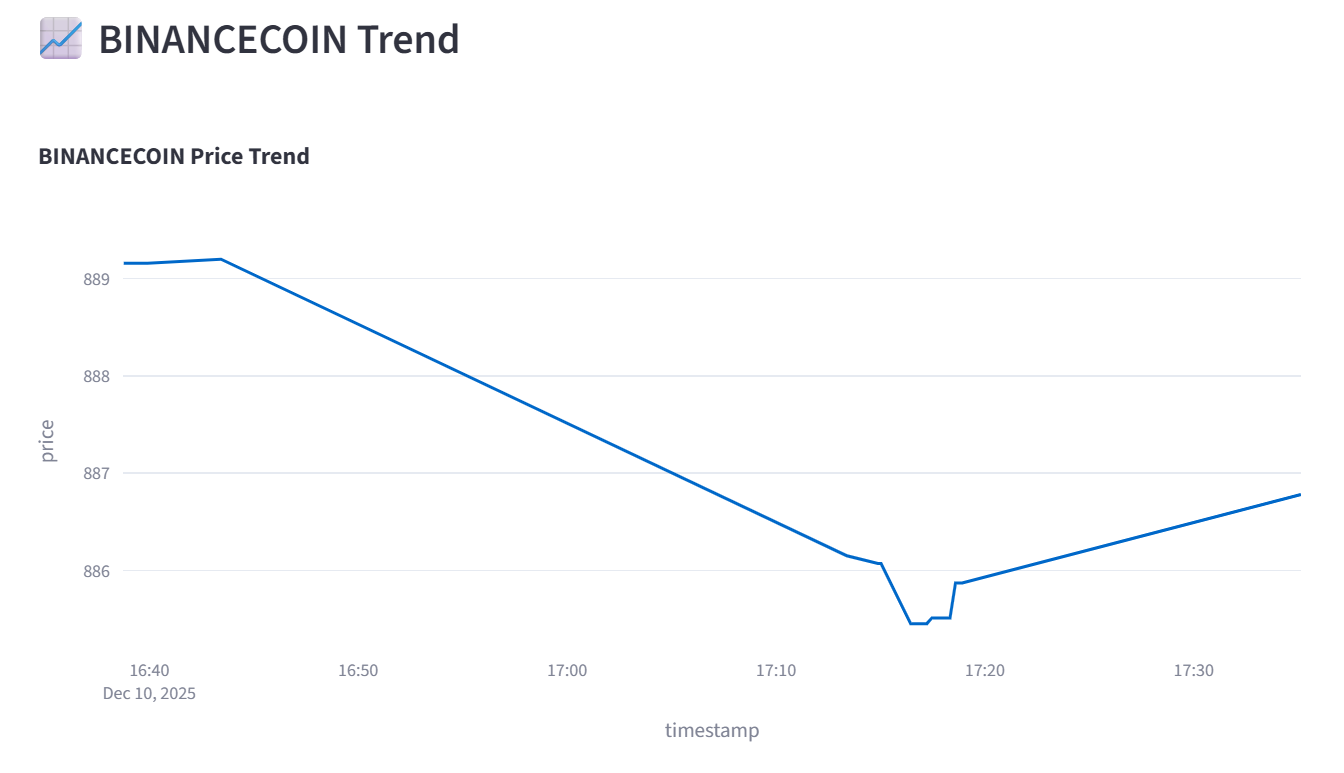 BINANCECOIN Trend
BINANCECOIN Price Trend
889
888
887
886
price
16:40 16:50 17:00 17:10 17:20 17:30
Dec 10, 2025
timestamp